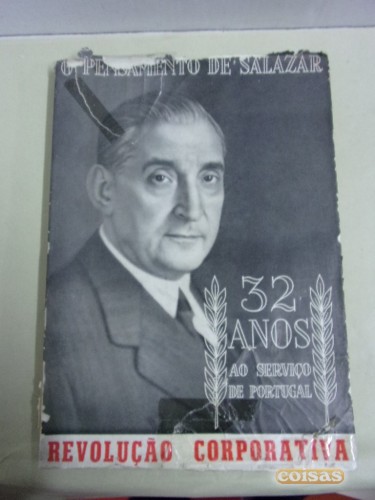 O PENSAMENTO DE SALAZAR
32
ANOS
AO SERVIÇO
DE PORTUGAL
REVOLUÇÃO CORPORATIVA
coisas